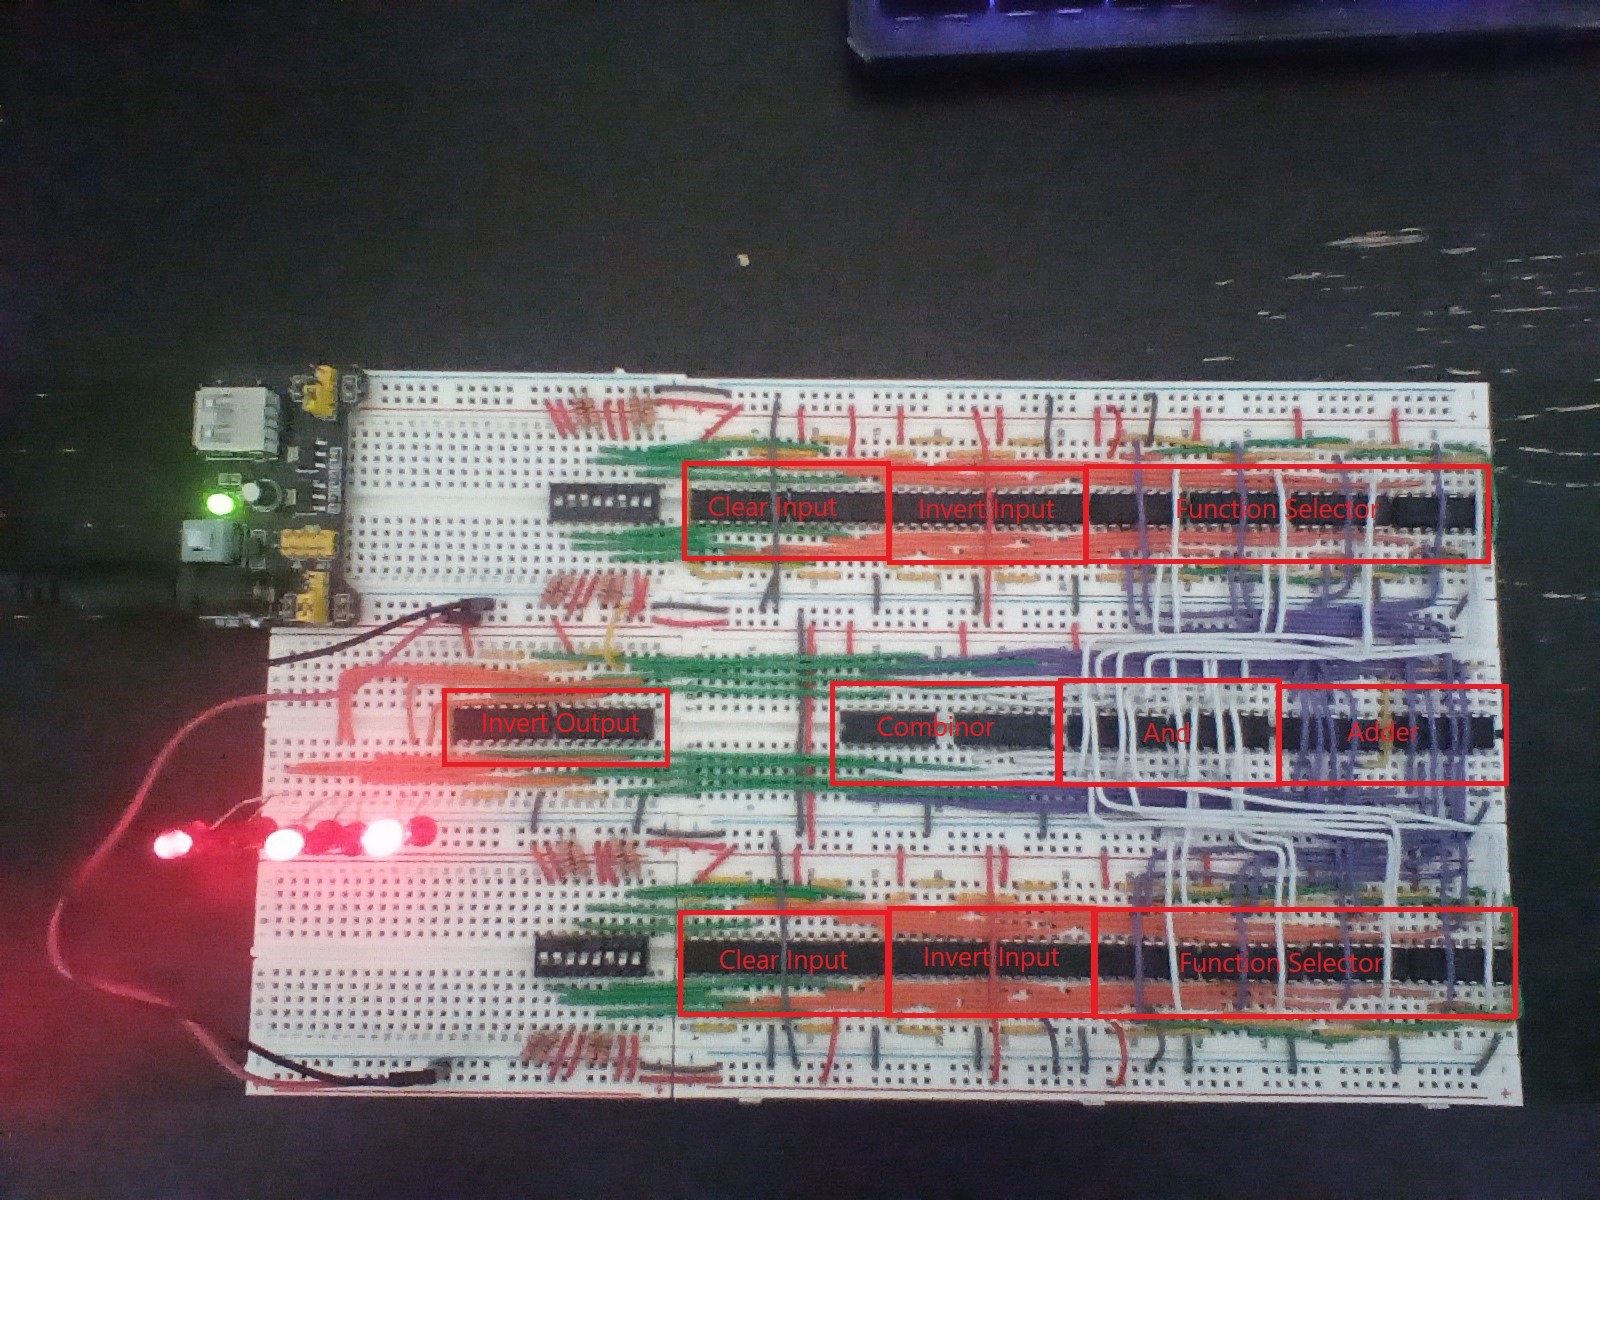 Clear Input
Invert Input
Function Selector
Invert Output
Combinor
And
Adder
Clear Input
Invert Input
Function Selector